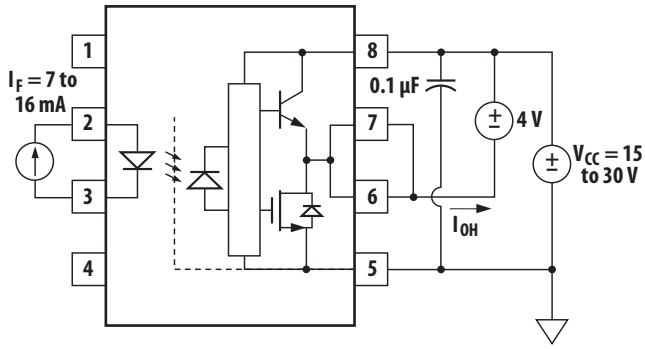 1
8
I_F = 7 to
16 mA
0.1 µF
2
7
4 V
V_CC = 15
to 30 V
3
6
I_OH
4
5